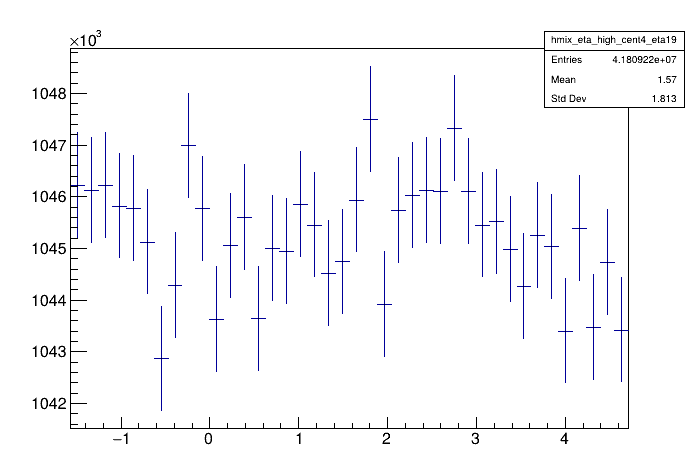 ×10³
hmix_eta_high_cent4_eta19
Entries 4.180922e+07
Mean 1.57
Std Dev 1.813
1048
1047
1046
1045
1044
1043
1042
−1 0 1 2 3 4